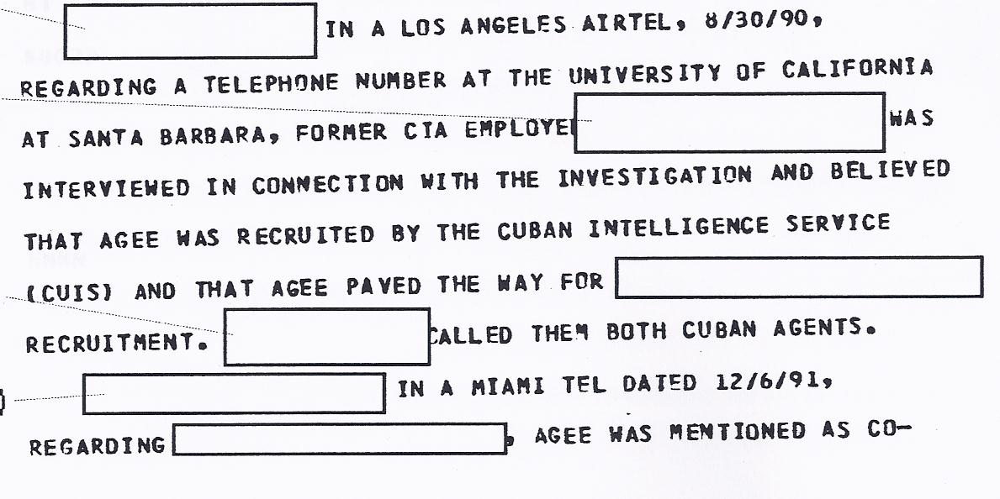 IN A LOS ANGELES AIRTEL, 8/30/90,
REGARDING A TELEPHONE NUMBER AT THE UNIVERSITY OF CALIFORNIA
AT SANTA BARBARA, FORMER CIA EMPLOYE WAS
INTERVIEWED IN CONNECTION WITH THE INVESTIGATION AND BELIEVED
THAT AGEE WAS RECRUITED BY THE CUBAN INTELLIGENCE SERVICE
(CUIS) AND THAT AGEE PAVED THE WAY FOR
RECRUITMENT. CALLED THEM BOTH CUBAN AGENTS.
IN A MIAMI TEL DATED 12/6/91,
REGARDING , AGEE WAS MENTIONED AS CO-